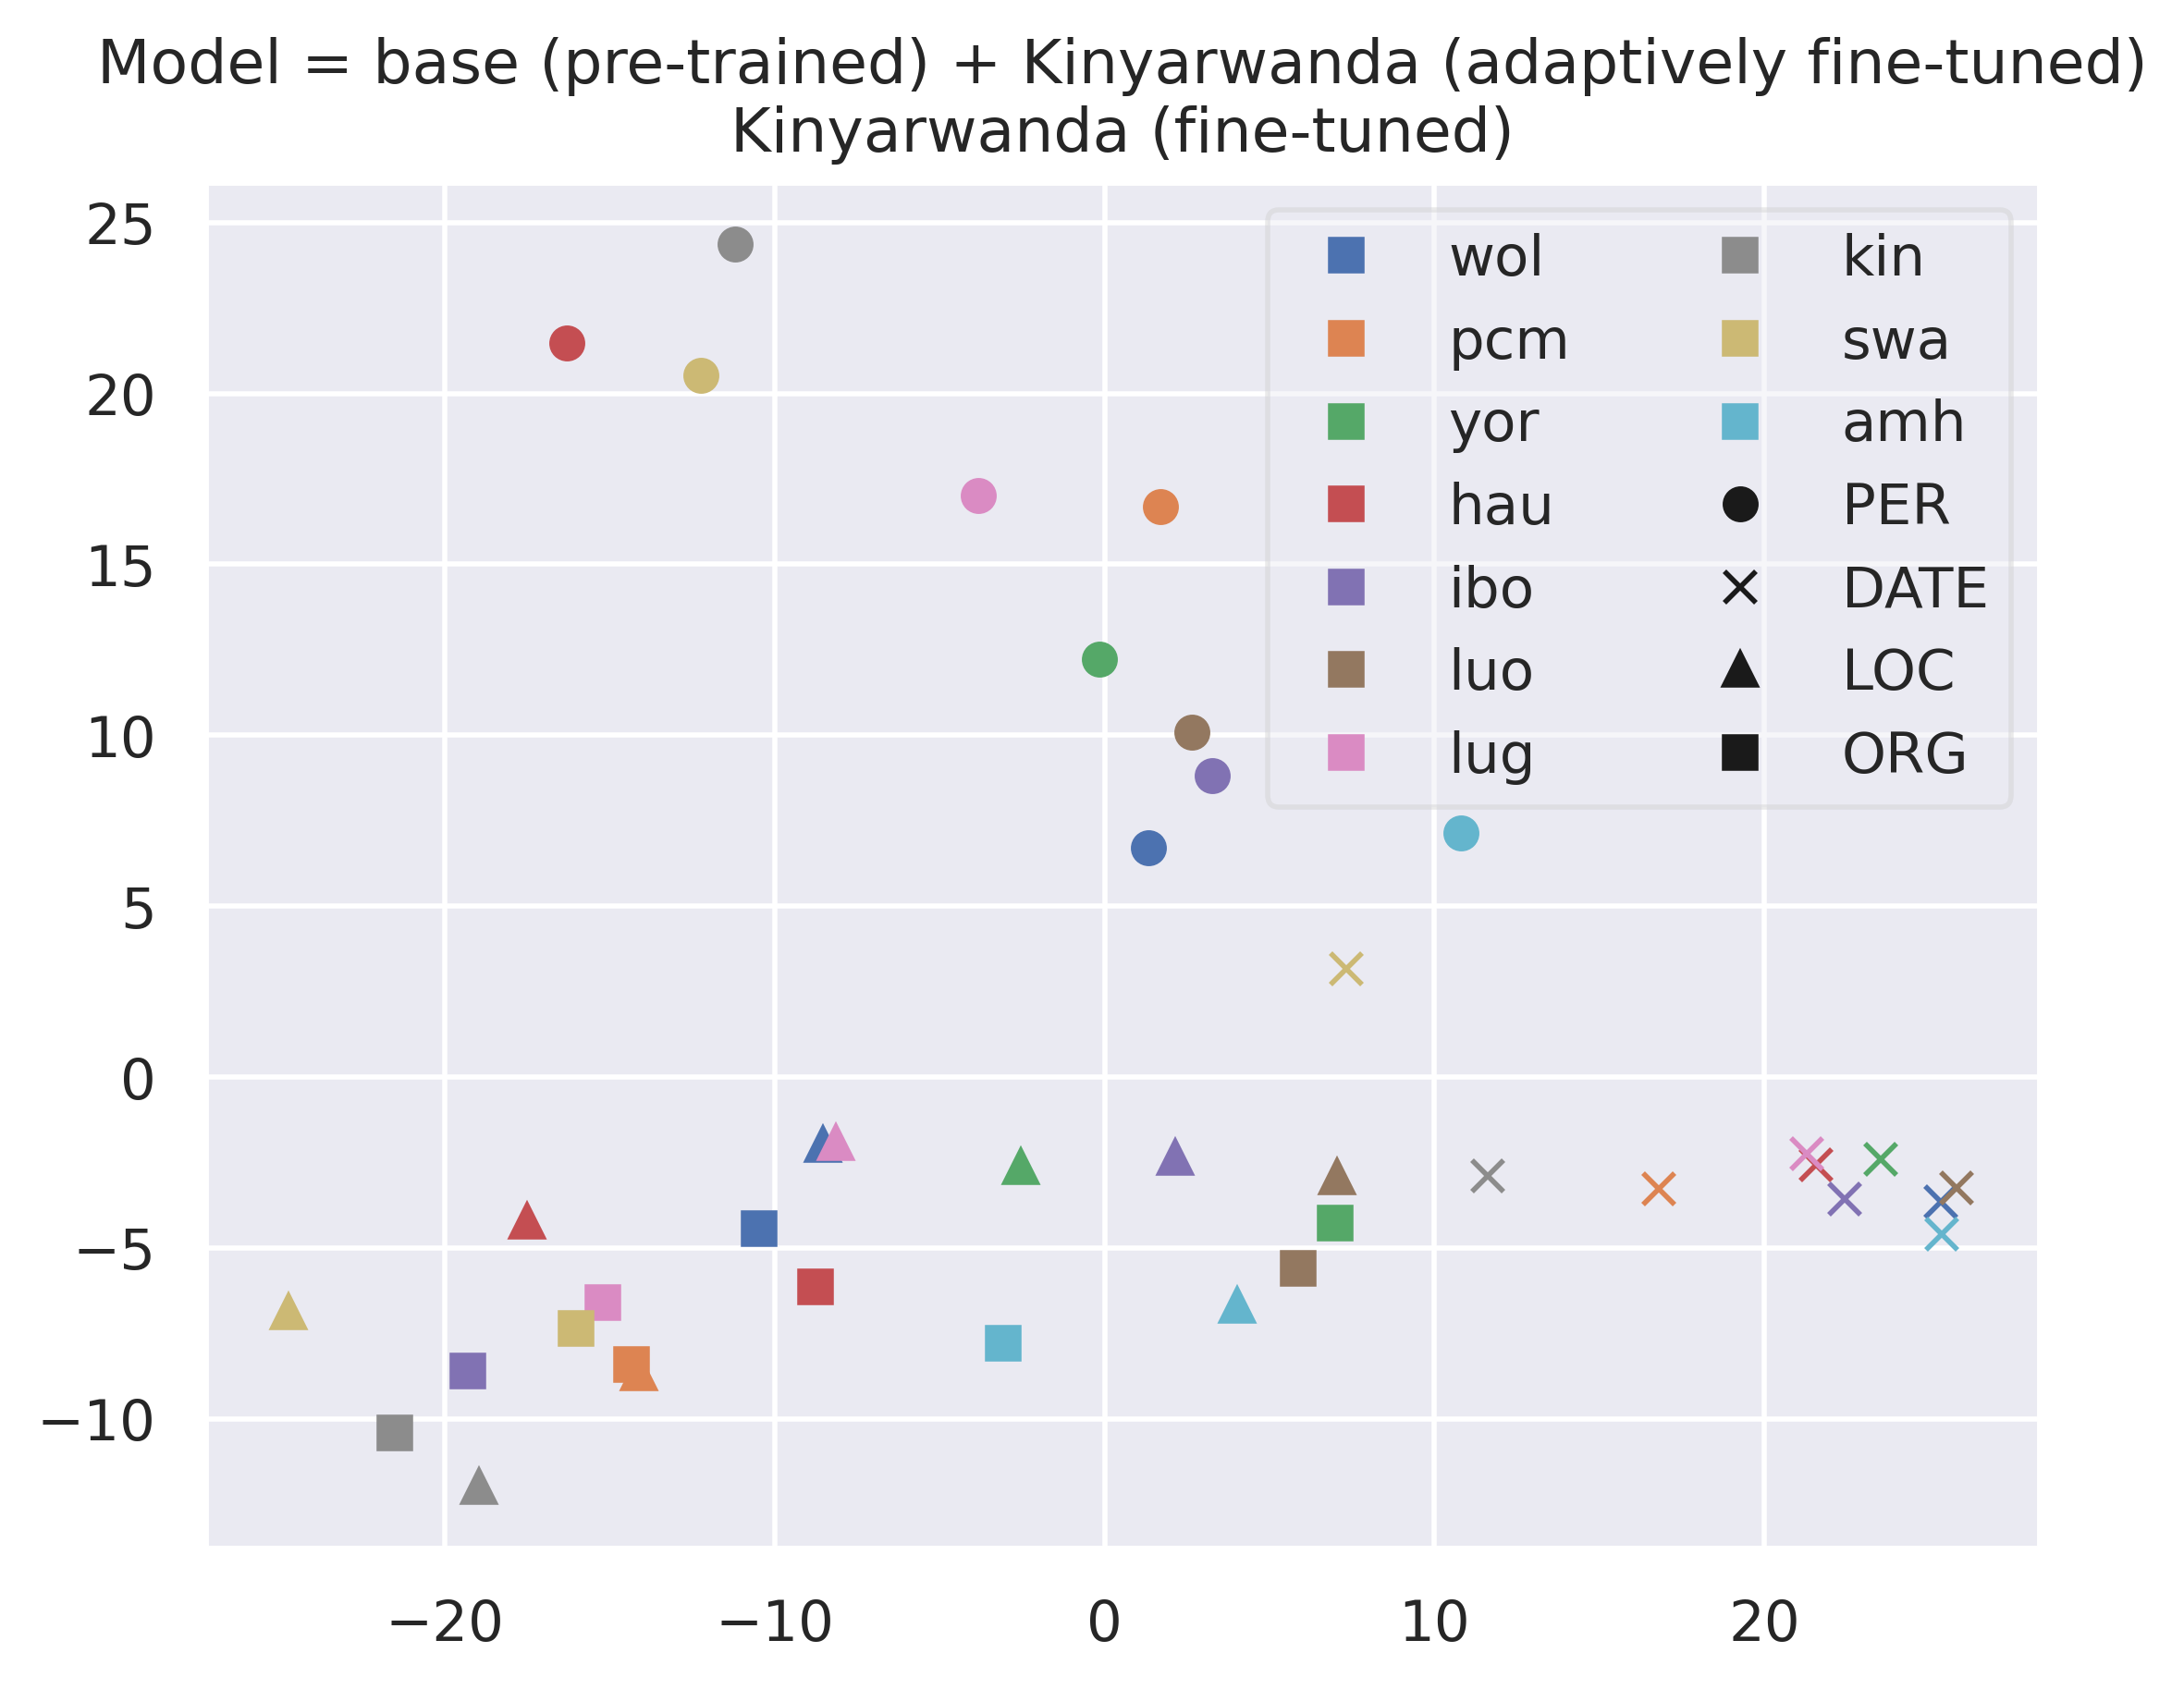 Model = base (pre-trained) + Kinyarwanda (adaptively fine-tuned)
Kinyarwanda (fine-tuned)
25
20
15
10
5
0
−5
−10
−20
−10
0
10
20
wol
pcm
yor
hau
ibo
luo
lug
kin
swa
amh
PER
DATE
LOC
ORG